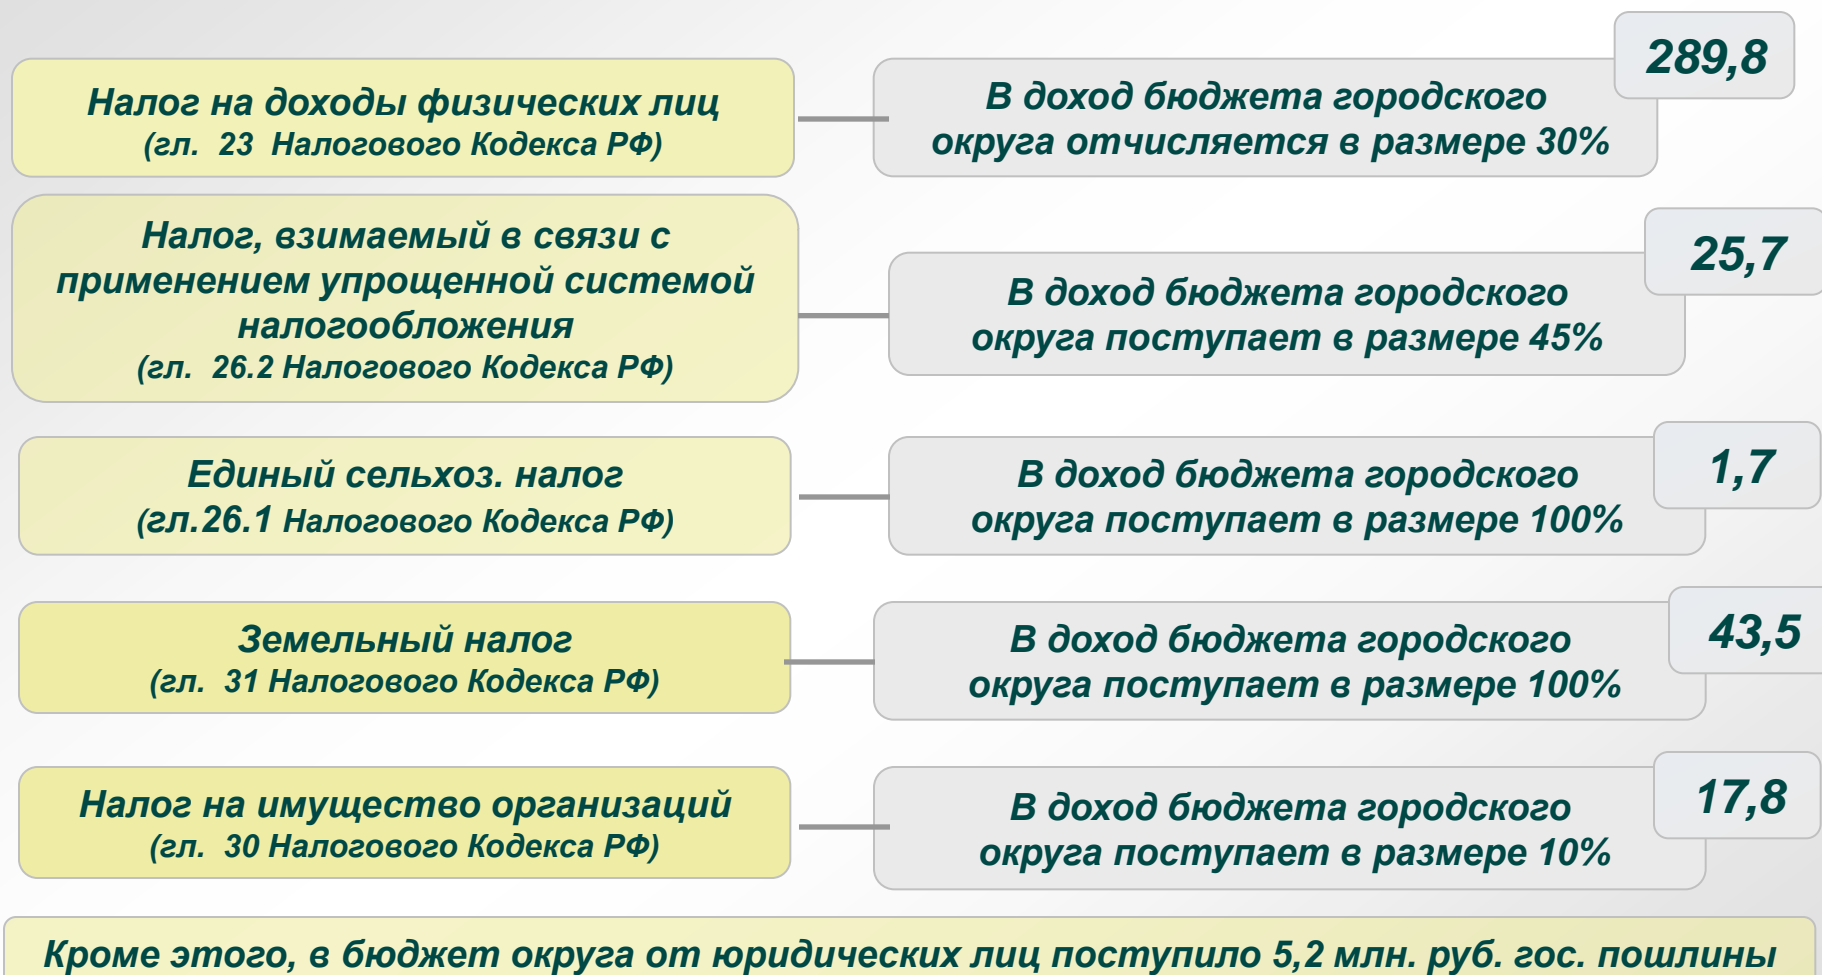 289,8
Налог на доходы физических лиц
(гл. 23 Налогового Кодекса РФ)
В доход бюджета городского
округа отчисляется в размере 30%
Налог, взимаемый в связи с
применением упрощенной системой
налогообложения
(гл. 26.2 Налогового Кодекса РФ)
25,7
В доход бюджета городского
округа поступает в размере 45%
Единый сельхоз. налог
(гл.26.1 Налогового Кодекса РФ)
1,7
В доход бюджета городского
округа поступает в размере 100%
Земельный налог
(гл. 31 Налогового Кодекса РФ)
43,5
В доход бюджета городского
округа поступает в размере 100%
Налог на имущество организаций
(гл. 30 Налогового Кодекса РФ)
17,8
В доход бюджета городского
округа поступает в размере 10%
Кроме этого, в бюджет округа от юридических лиц поступило 5,2 млн. руб. гос. пошлины